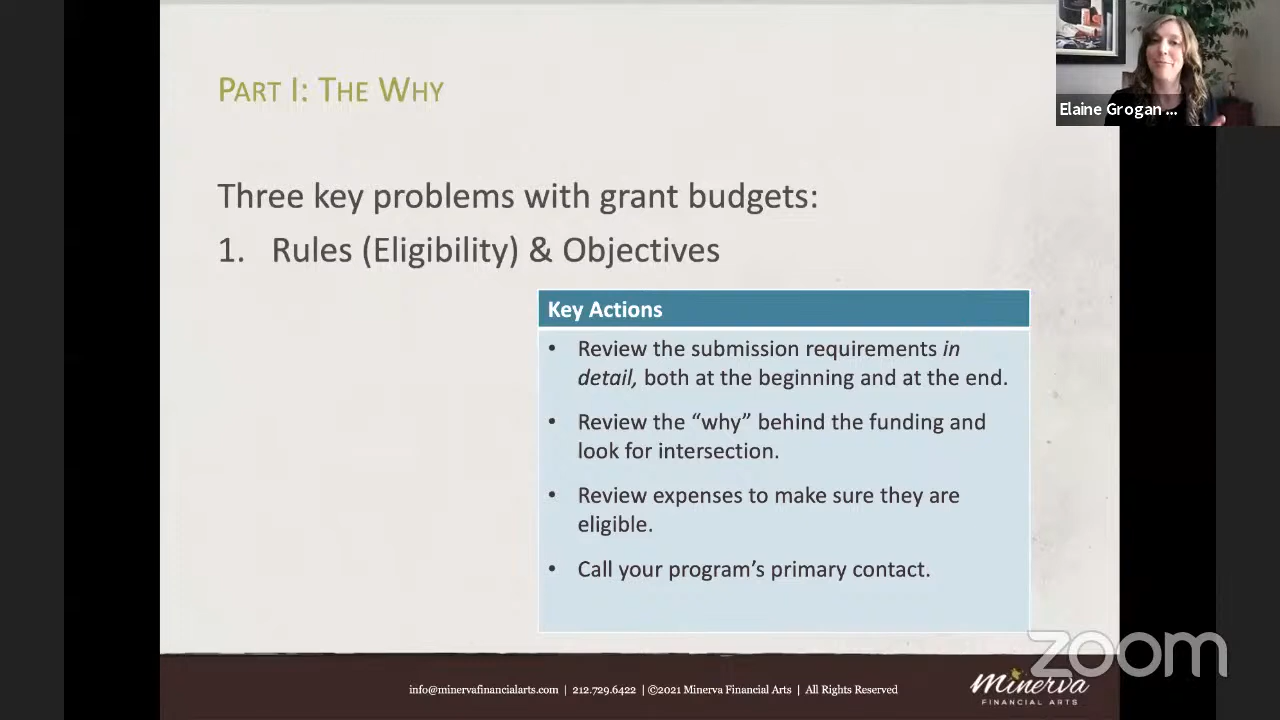 PART I: THE WHY
Elaine Grogan ...
Three key problems with grant budgets:
1. Rules (Eligibility) & Objectives
Key Actions
• Review the submission requirements in
detail, both at the beginning and at the end.
• Review the “why” behind the funding and
look for intersection.
• Review expenses to make sure they are
eligible.
• Call your program’s primary contact.
zoom
info@minervafinancialarts.com | 212.729.6422 | ©2021 Minerva Financial Arts | All Rights Reserved
Minerva
FINANCIAL ARTS